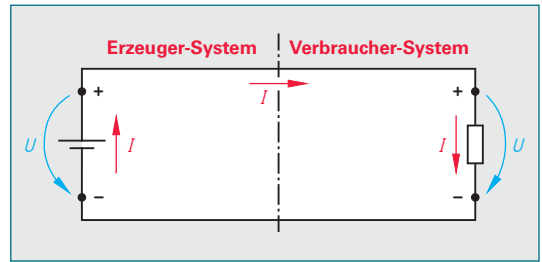 Erzeuger-System Verbraucher-System
I
+ +
U I I U
– –